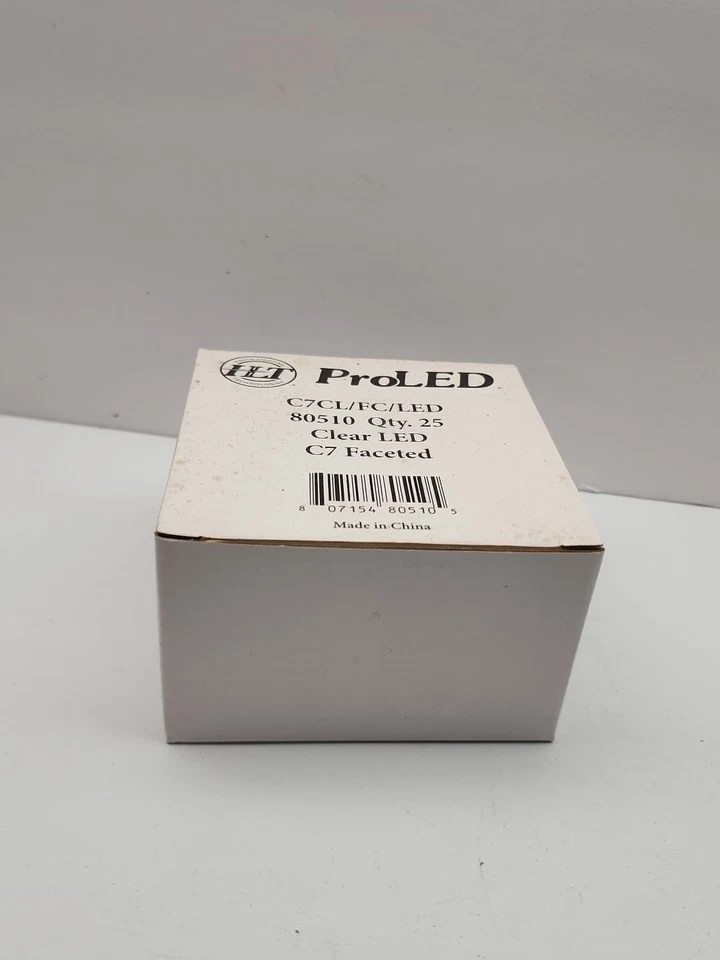 HLT ProLED
C7CL/FC/LED
80510 Qty. 25
Clear LED
C7 Faceted
8 07154 80510 5
Made in China